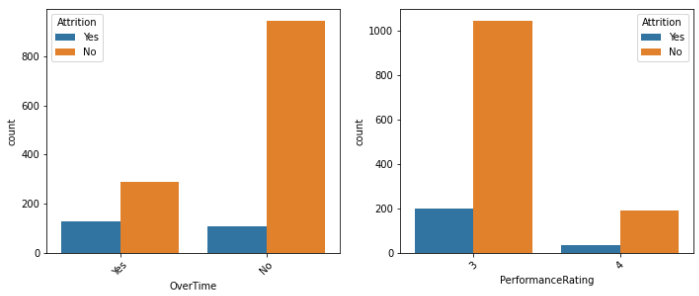 Attrition
Yes
No
800
600
400
200
0
count
Yes
No
OverTime
Attrition
Yes
No
1000
800
600
400
200
0
count
3
4
PerformanceRating